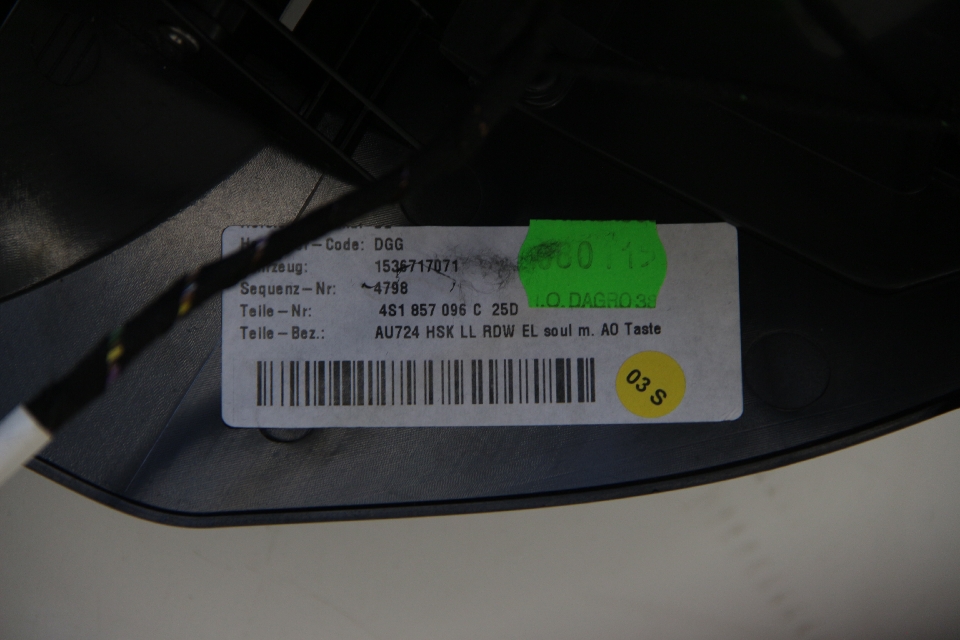 Code: DGG
1536717071
Sequenz-Nr: 4798
Teile-Nr: 4S1 857 096 C 25D
Teile-Bez.: AU724 HSK LL RDW EL soul m. AO Taste
I.O. DAGRO 38
03 S